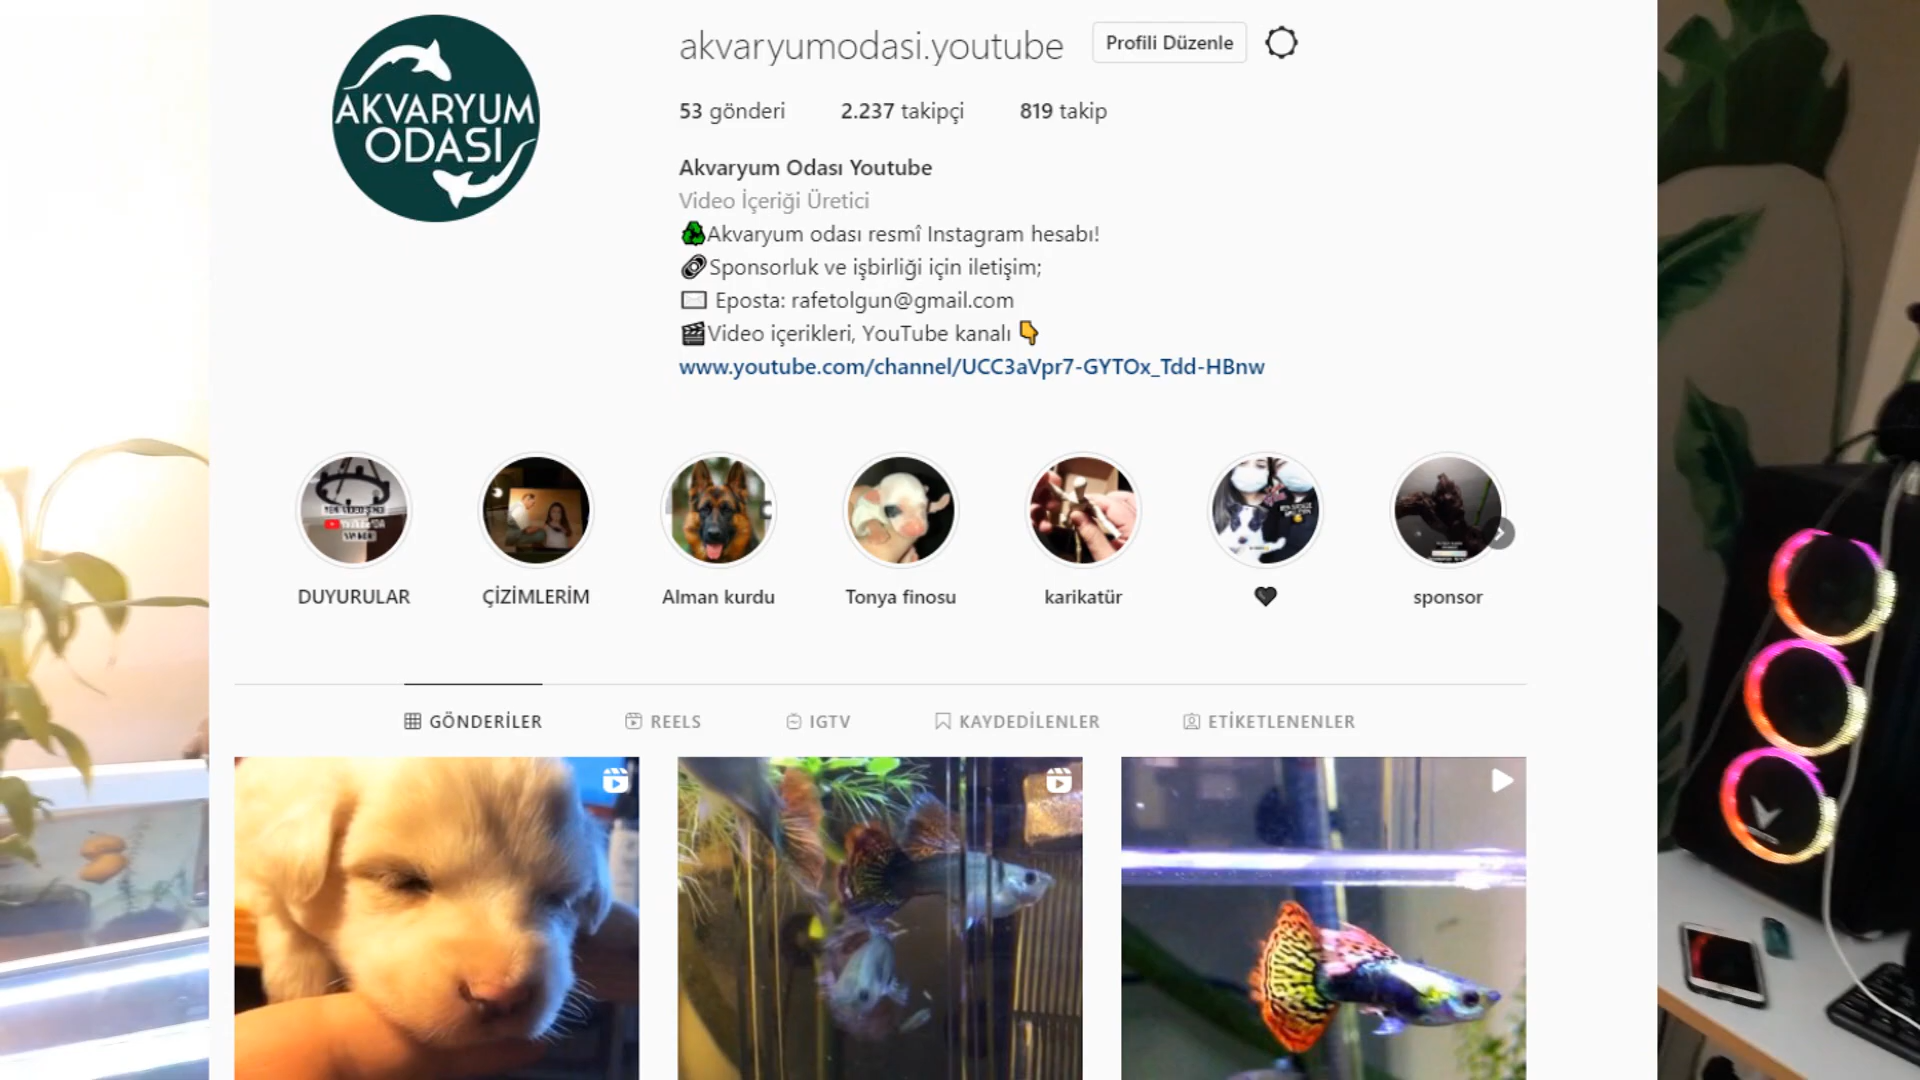 AKVARYUM
ODASI
akvaryumodasi.youtube
Profili Düzenle
53 gönderi
2.237 takipçi
819 takip
Akvaryum Odası Youtube
Video İçeriği Üretici
Akvaryum odası resmî Instagram hesabı!
Sponsorluk ve işbirliği için iletişim;
Eposta: rafetolgun@gmail.com
Video içerikleri, YouTube kanalı
www.youtube.com/channel/UCC3aVpr7-GYTOx_Tdd-HBnw
DUYURULAR
ÇİZİMLERİM
Alman kurdu
Tonya finosu
karikatür
sponsor
GÖNDERİLER
REELS
IGTV
KAYDEDİLENLER
ETİKETLENENLER